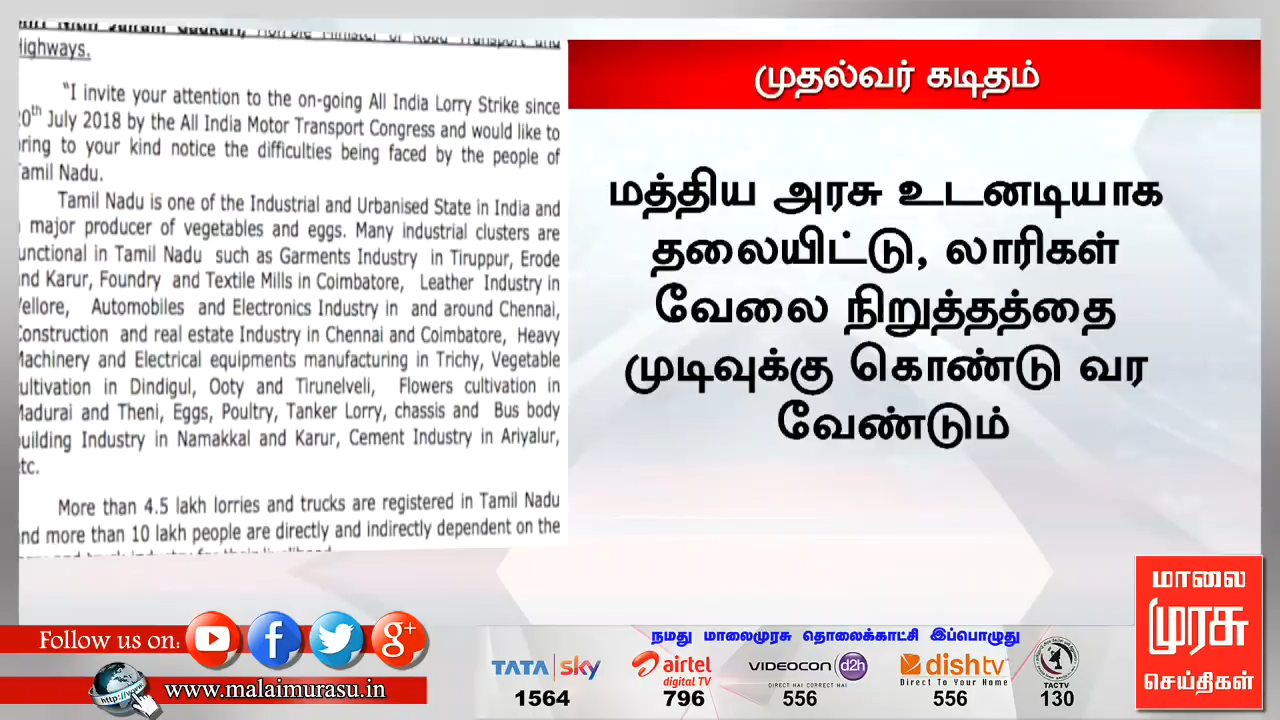 Highways.
"I invite your attention to the on-going All India Lorry Strike since
20th July 2018 by the All India Motor Transport Congress and would like to
bring to your kind notice the difficulties being faced by the people of
Tamil Nadu.
Tamil Nadu is one of the Industrial and Urbanised State in India and
major producer of vegetables and eggs. Many industrial clusters are
functional in Tamil Nadu such as Garments Industry in Tiruppur, Erode
and Karur, Foundry and Textile Mills in Coimbatore, Leather Industry in
Vellore, Automobiles and Electronics Industry in and around Chennai,
Construction and real estate Industry in Chennai and Coimbatore, Heavy
Machinery and Electrical equipments manufacturing in Trichy, Vegetable
cultivation in Dindigul, Ooty and Tirunelveli, Flowers cultivation in
Madurai and Theni, Eggs, Poultry, Tanker Lorry, chassis and Bus body
building Industry in Namakkal and Karur, Cement Industry in Ariyalur,
etc.
More than 4.5 lakh lorries and trucks are registered in Tamil Nadu
and more than 10 lakh people are directly and indirectly dependent on the
முதல்வர் கடிதம்
மத்திய அரசு உடனடியாக
தலையிட்டு, லாரிகள்
வேலை நிறுத்தத்தை
முடிவுக்கு கொண்டு வர
வேண்டும்
மாலை
முரசு
செய்திகள்
Follow us on:
http://www
www.malaimurasu.in
நமது மாலைமுரசு தொலைக்காட்சி இப்பொழுது
TATA sky
1564
airtel
digital TV
796
VIDEOCON d2h
DIRECT HAI CORRECT HAI
556
dishtv
Direct To Your Home
556
TACTV
130